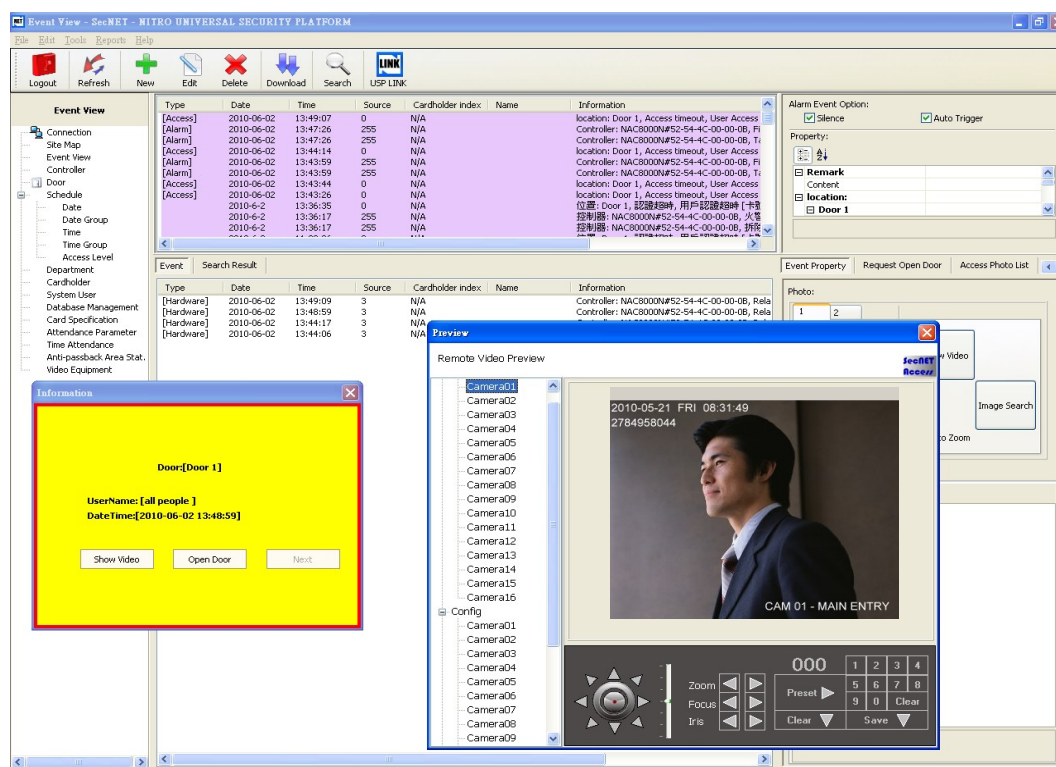 Event View - SecNET - NITRO UNIVERSAL SECURITY PLATFORM
File Edit Tools Reports Help
Logout Refresh New Edit Delete Download Search LINK USP LINK
Event View
Connection
Site Map
Event View
Controller
Door
Schedule
Date
Date Group
Time
Time Group
Access Level
Department
Cardholder
System User
Database Management
Card Specification
Attendance Parameter
Time Attendance
Anti-passback Area Stat.
Video Equipment
Type Date Time Source Cardholder index Name Information
[Access] 2010-06-02 13:49:07 0 N/A location: Door 1, Access timeout, User Access
[Alarm] 2010-06-02 13:47:26 255 N/A Controller: NAC8000N#52-54-4C-00-00-0B, Fi
[Alarm] 2010-06-02 13:47:26 255 N/A Controller: NAC8000N#52-54-4C-00-00-0B, Ta
[Access] 2010-06-02 13:44:14 0 N/A location: Door 1, Access timeout, User Access
[Alarm] 2010-06-02 13:43:59 255 N/A Controller: NAC8000N#52-54-4C-00-00-0B, Fi
[Alarm] 2010-06-02 13:43:59 255 N/A Controller: NAC8000N#52-54-4C-00-00-0B, Ta
[Access] 2010-06-02 13:43:44 0 N/A location: Door 1, Access timeout, User Access
[Access] 2010-06-02 13:43:26 0 N/A location: Door 1, Access timeout, User Access
2010-6-2 13:36:35 0 N/A 位置: Door 1, 認證超時, 用戶認證超時 [卡
2010-6-2 13:36:17 255 N/A 控制器: NAC8000N#52-54-4C-00-00-0B, 火警
2010-6-2 13:36:17 255 N/A 控制器: NAC8000N#52-54-4C-00-00-0B,
Alarm Event Option:
Silence Auto Trigger
Property:
Remark
Content
location:
Door 1
Event Search Result
Type Date Time Source Cardholder index Name Information
[Hardware] 2010-06-02 13:49:09 3 N/A Controller: NAC8000N#52-54-4C-00-00-0B, Rela
[Hardware] 2010-06-02 13:48:59 3 N/A Controller: NAC8000N#52-54-4C-00-00-0B, Rela
[Hardware] 2010-06-02 13:44:17 3 N/A
[Hardware] 2010-06-02 13:44:06 3 N/A
Event Property Request Open Door Access Photo List
Photo:
1 2
Video
Image Search
to Zoom
Information
Door:[Door 1]
UserName: [all people ]
DateTime:[2010-06-02 13:48:59]
Show Video Open Door Next
Preview
Remote Video Preview
SecNET
Access
Camera01
Camera02
Camera03
Camera04
Camera05
Camera06
Camera07
Camera08
Camera09
Camera10
Camera11
Camera12
Camera13
Camera14
Camera15
Camera16
Config
Camera01
Camera02
Camera03
Camera04
Camera05
Camera06
Camera07
Camera08
Camera09
2010-05-21 FRI 08:31:49
2784958044
CAM 01 - MAIN ENTRY
Zoom
Focus
Iris
000
Preset
Clear
1 2 3 4
5 6 7 8
9 0 Clear
Save